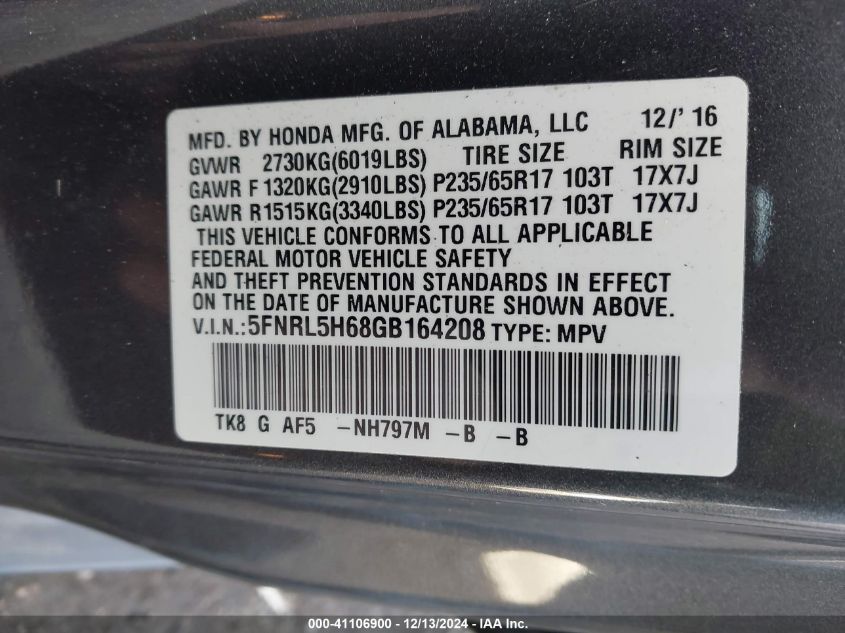 MFD. BY HONDA MFG. OF ALABAMA, LLC 12/' 16
GVWR 2730KG(6019LBS) TIRE SIZE RIM SIZE
GAWR F 1320KG(2910LBS) P235/65R17 103T 17X7J
GAWR R1515KG(3340LBS) P235/65R17 103T 17X7J
THIS VEHICLE CONFORMS TO ALL APPLICABLE
FEDERAL MOTOR VEHICLE SAFETY
AND THEFT PREVENTION STANDARDS IN EFFECT
ON THE DATE OF MANUFACTURE SHOWN ABOVE.
V.I.N.:5FNRL5H68GB164208 TYPE: MPV
TK8 G AF5 -NH797M -B -B
000-41106900 - 12/13/2024 - IAA Inc.